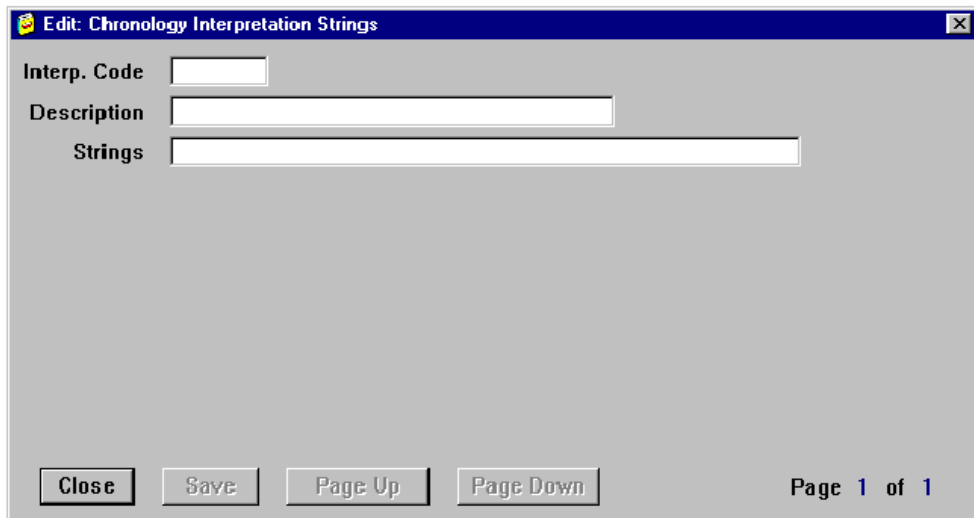 Edit: Chronology Interpretation Strings
Interp. Code
Description
Strings
Close Save Page Up Page Down Page 1 of 1